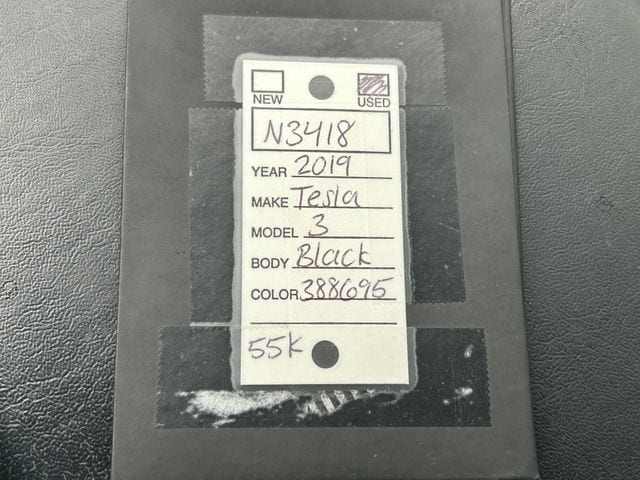 NEW USED
N3418
YEAR 2019
MAKE Tesla
MODEL 3
BODY Black
COLOR 388695
55K